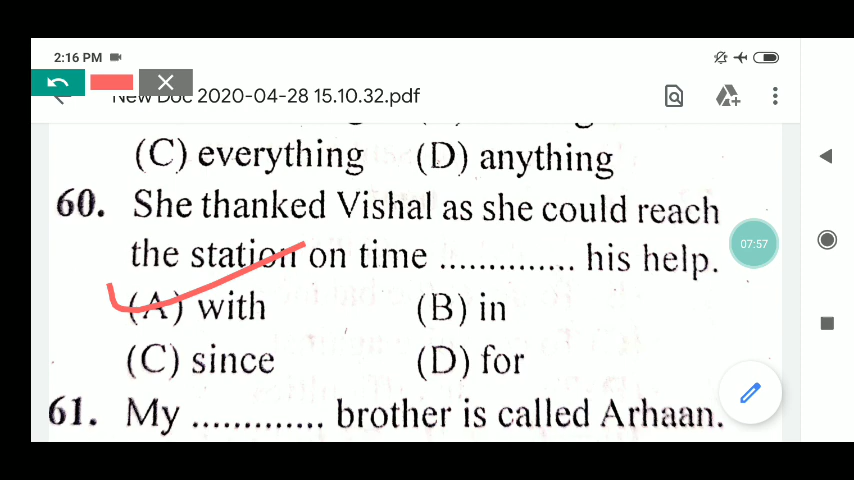 2:16 PM
New Doc 2020-04-28 15.10.32.pdf
(C) everything (D) anything
60. She thanked Vishal as she could reach
the station on time .............. his help.
07:57
(A) with (B) in
(C) since (D) for
61. My ............. brother is called Arhaan.